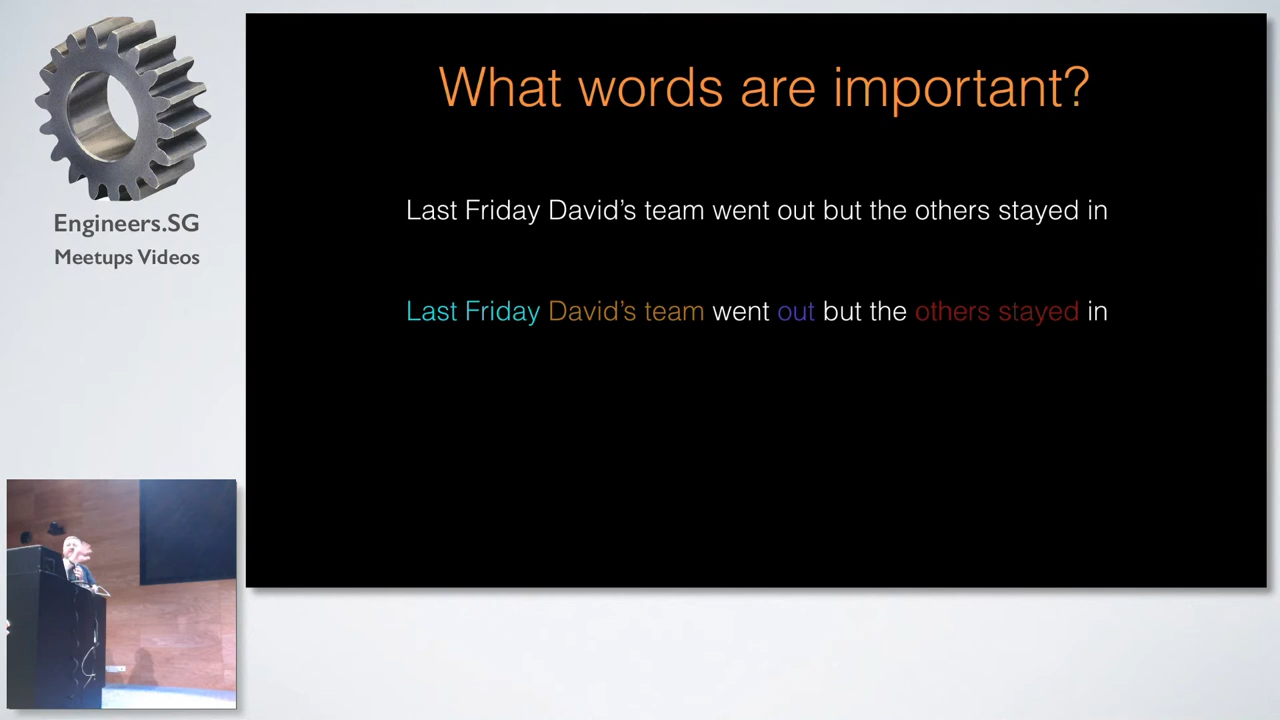 Engineers.SG
Meetups Videos
What words are important?
Last Friday David's team went out but the others stayed in
Last Friday David's team went out but the others stayed in